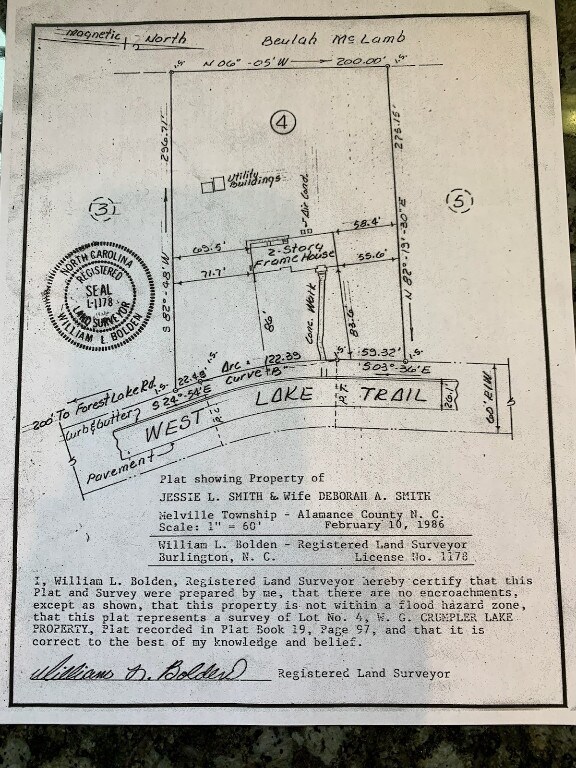 magnetic North
Beulah McLamb
I.S. N 06° - 05' W 200.00' I.S.
296.71'
4
275.15'
Utility
Buildings
3
5
Air Cond.
58.4'
63.5'
2-Story
Frame House
55.6'
71.7'
NORTH CAROLINA
REGISTERED
SEAL
L-1178
LAND SURVEYOR
WILLIAM L. BOLDEN
S 82° - 48' W
N 82° - 13' - 30" E
86'
Conc. Walk
83.6'
Arc = 122.39
Curve "B"
I.S. 59.32' I.S.
S 03° - 36' E
22.48' I.S.
S 24° - 54' E
200' To Forest Lake Rd.
Curb & Gutter
WEST LAKE TRAIL
26'
60' R/W
Pavement
Plat showing Property of
JESSIE L. SMITH & Wife DEBORAH A. SMITH
Melville Township - Alamance County N. C.
Scale: 1" = 60' February 10, 1986
William L. Bolden - Registered Land Surveyor
Burlington, N. C. License No. 1178
I, William L. Bolden, Registered Land Surveyor hereby certify that this
Plat and Survey were prepared by me, that there are no encroachments,
except as shown, that this property is not within a flood hazard zone,
that this plat represents a survey of Lot No. 4, W. G. CRUMPLER LAKE
PROPERTY., Plat recorded in Plat Book 19, Page 97, and that it is
correct to the best of my knowledge and belief.
William L. Bolden Registered Land Surveyor